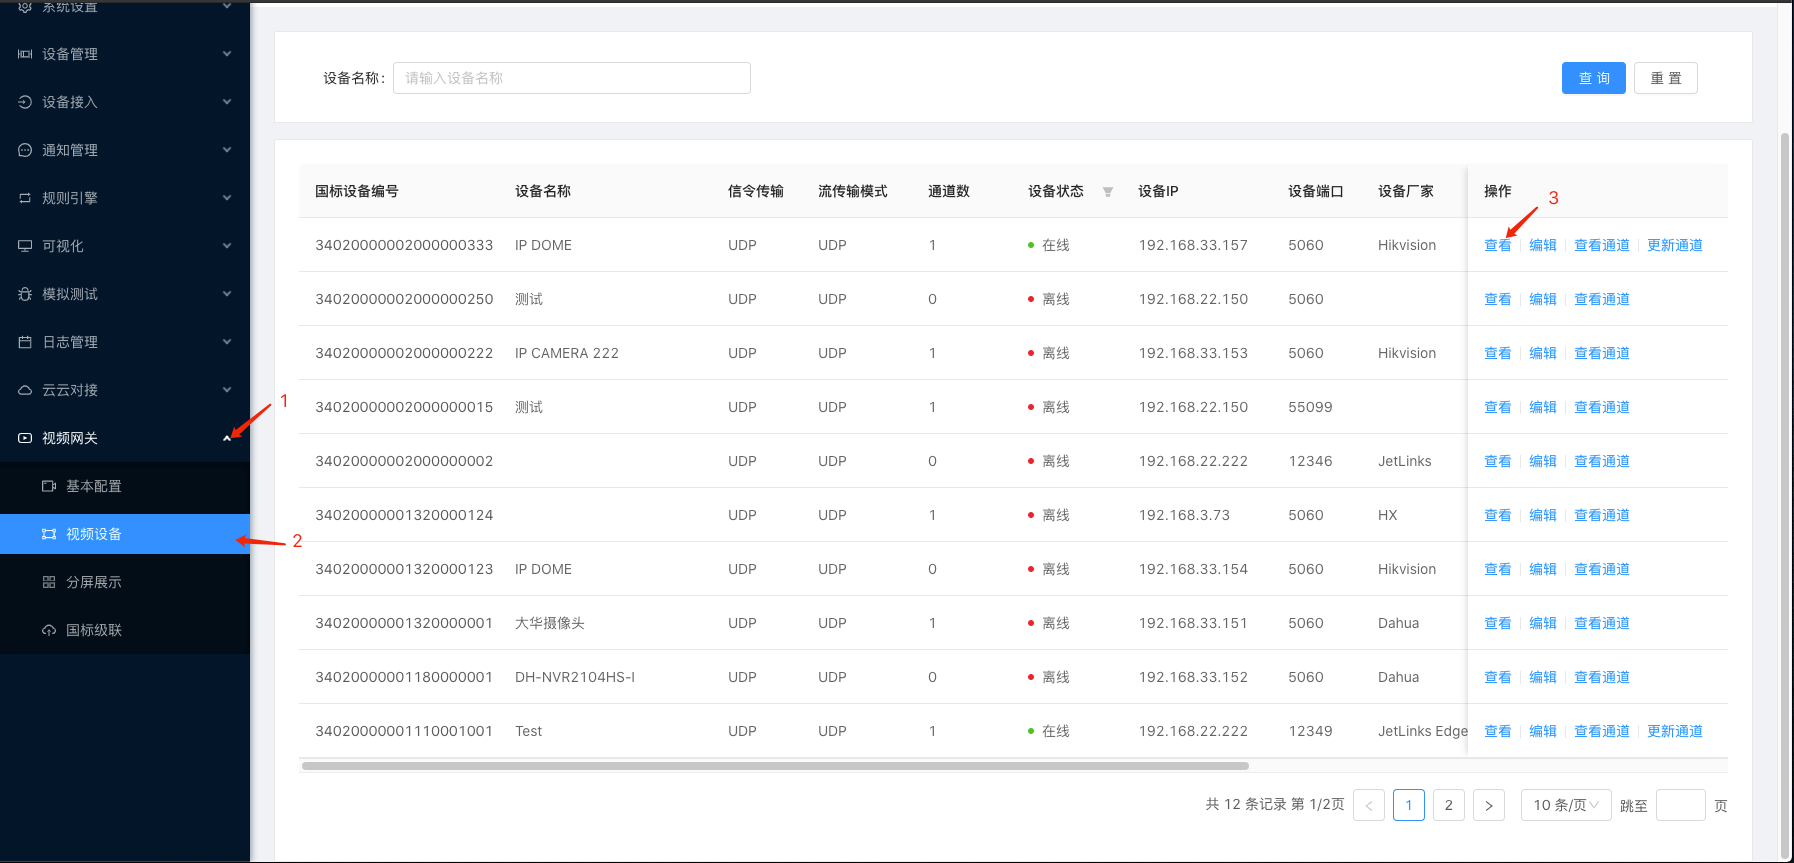 系统设置
设备管理
设备接入
通知管理
规则引擎
可视化
模拟测试
日志管理
云云对接
视频网关
基本配置
视频设备
分屏展示
国标级联
1
2
设备名称: 请输入设备名称 查 询 重 置
国标设备编号 设备名称 信令传输 流传输模式 通道数 设备状态 设备IP 设备端口 设备厂家 操作
3
34020000002000000333 IP DOME UDP UDP 1 在线 192.168.33.157 5060 Hikvision 查看 编辑 查看通道 更新通道
34020000002000000250 测试 UDP UDP 0 离线 192.168.22.150 5060 查看 编辑 查看通道
34020000002000000222 IP CAMERA 222 UDP UDP 1 离线 192.168.33.153 5060 Hikvision 查看 编辑 查看通道
34020000002000000015 测试 UDP UDP 1 离线 192.168.22.150 55099 查看 编辑 查看通道
34020000002000000002 UDP UDP 0 离线 192.168.22.222 12346 JetLinks 查看 编辑 查看通道
34020000001320000124 UDP UDP 1 离线 192.168.3.73 5060 HX 查看 编辑 查看通道
34020000001320000123 IP DOME UDP UDP 0 离线 192.168.33.154 5060 Hikvision 查看 编辑 查看通道
34020000001320000001 大华摄像头 UDP UDP 1 离线 192.168.33.151 5060 Dahua 查看 编辑 查看通道
34020000001180000001 DH-NVR2104HS-I UDP UDP 0 离线 192.168.33.152 5060 Dahua 查看 编辑 查看通道
34020000001110001001 Test UDP UDP 1 在线 192.168.22.222 12349 JetLinks Edge 查看 编辑 查看通道 更新通道
共 12 条记录 第 1/2页 < 1 2 > 10 条/页 跳至 页